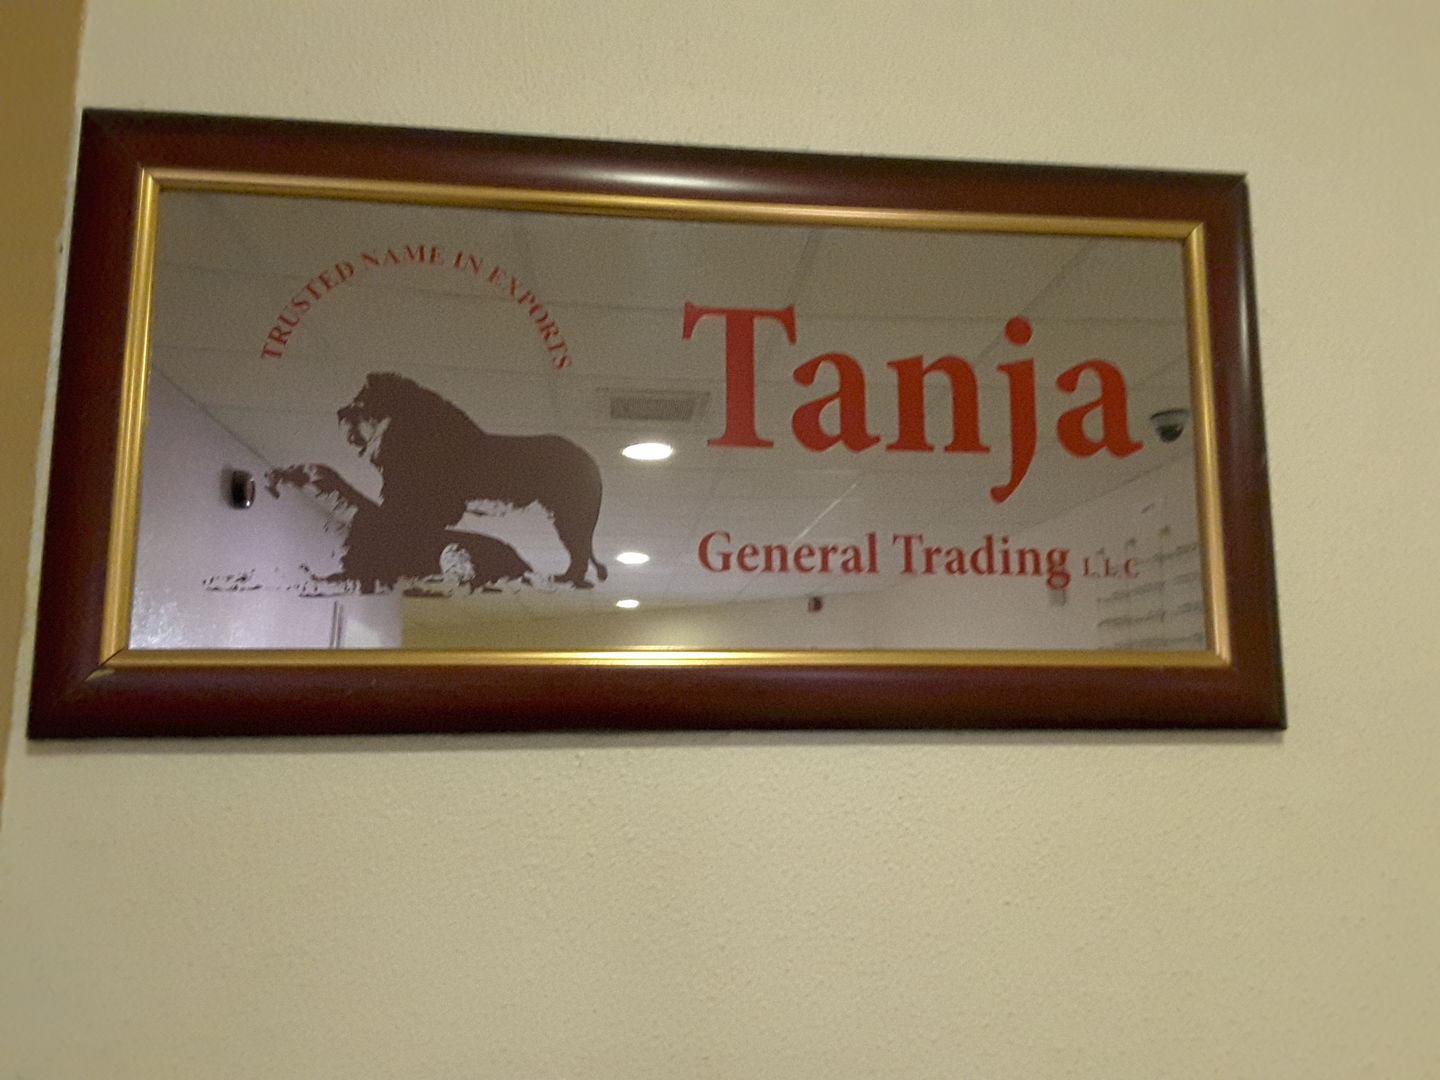 TRUSTED NAME IN EXPORTS
Tanja
General Trading L.L.C